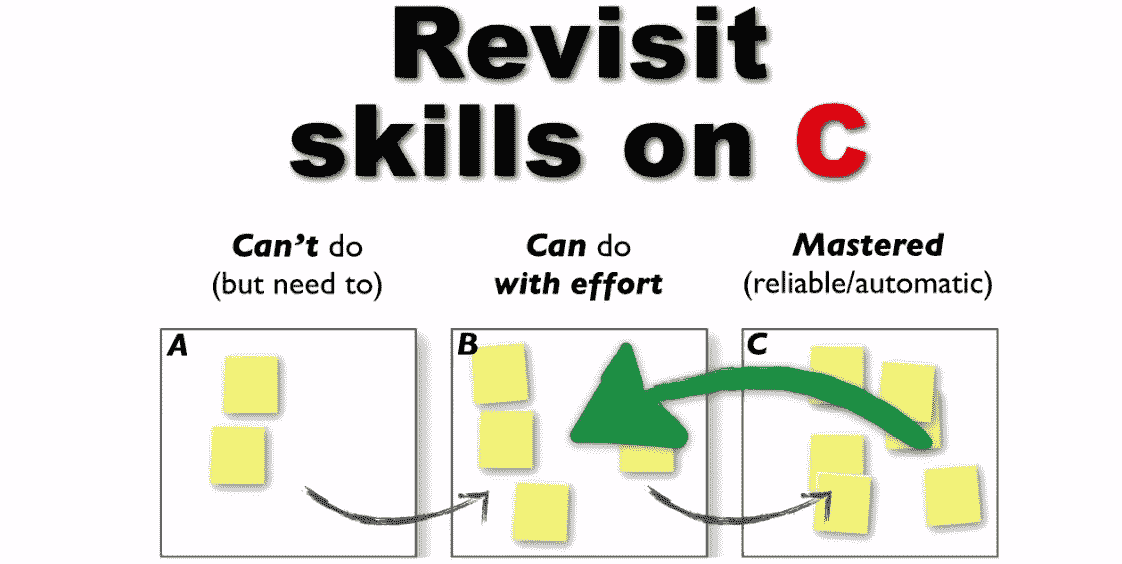 Revisit
skills on C
Can't do
(but need to)
Can do
with effort
Mastered
(reliable/automatic)
A
B
C